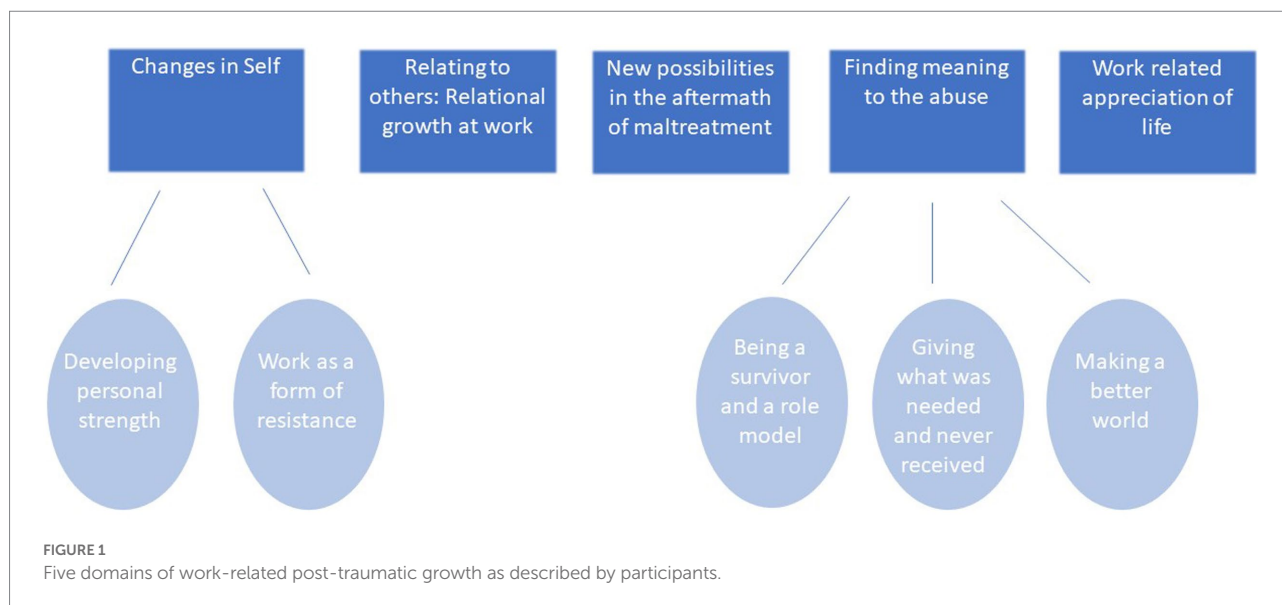 Changes in Self
Relating to
others: Relational
growth at work
New possibilities
in the aftermath
of maltreatment
Finding meaning
to the abuse
Work related
appreciation of
life
Developing
personal
strength
Work as a
form of
resistance
Being a
survivor
and a role
model
Giving
what was
needed
and never
received
Making a
better
world
FIGURE 1
Five domains of work-related post-traumatic growth as described by participants.